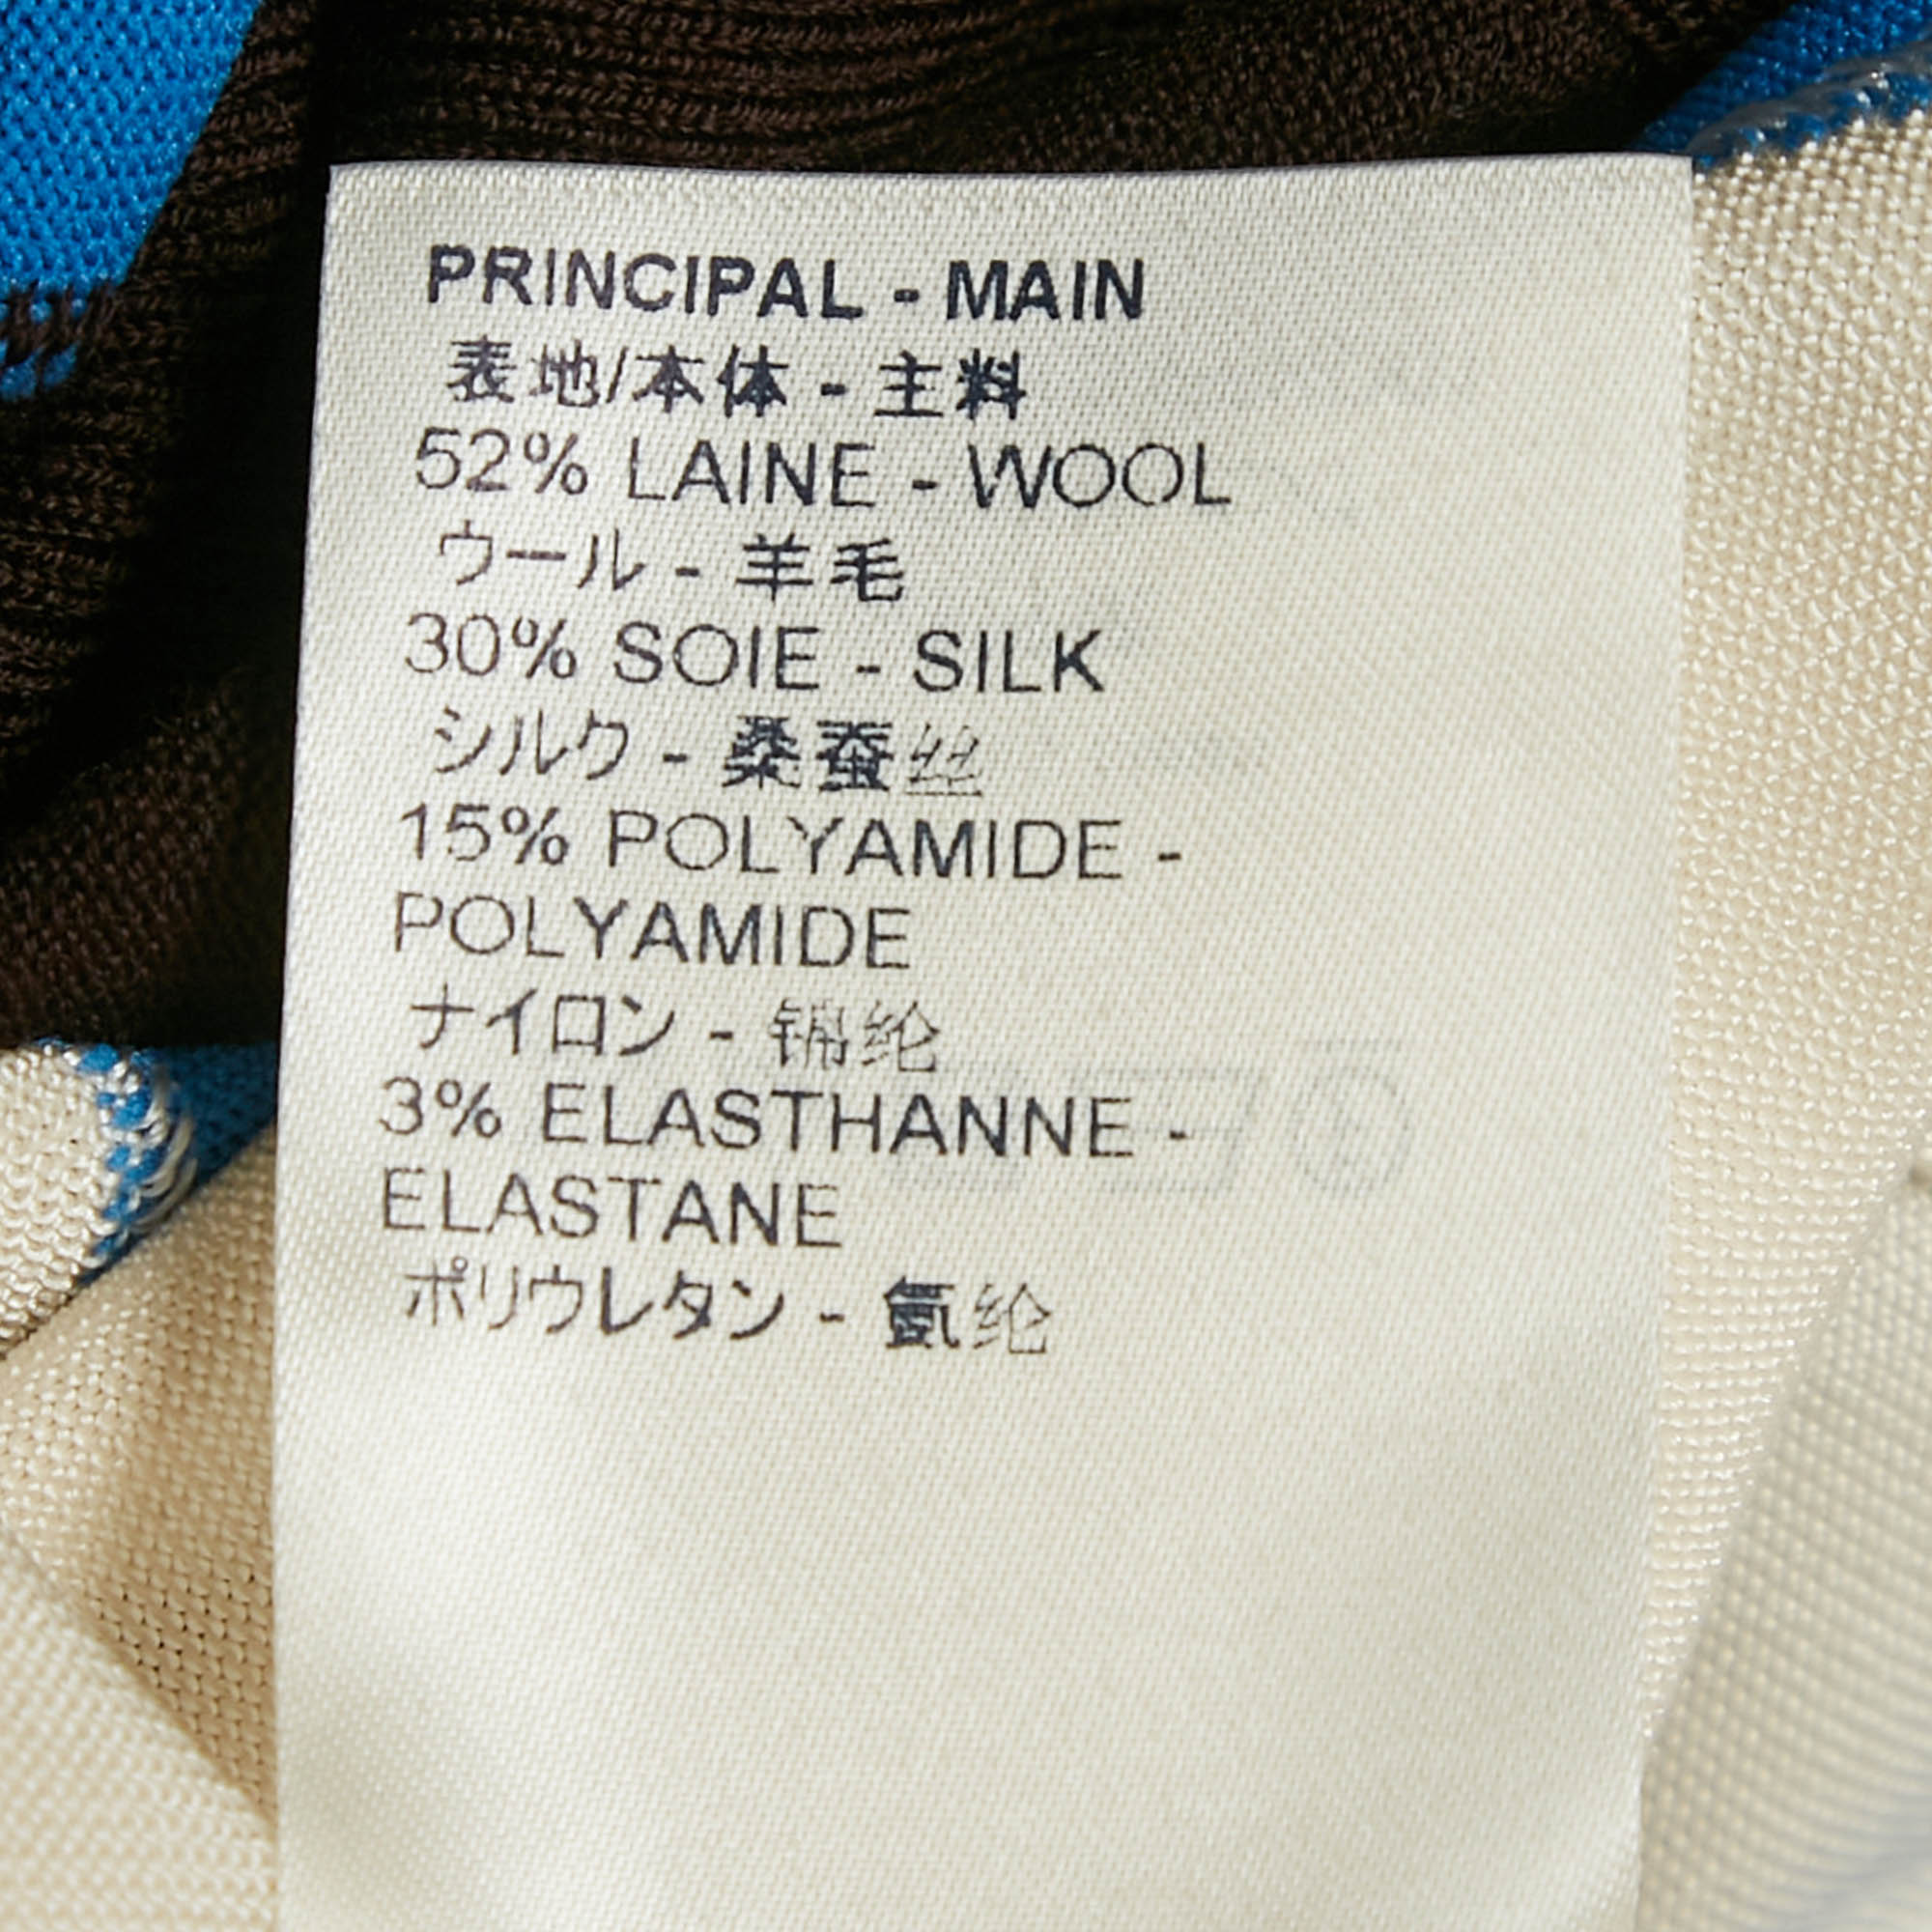 PRINCIPAL - MAIN
表地/本体 - 主料
52% LAINE - WOOL
ウール - 羊毛
30% SOIE - SILK
シルク - 桑蚕丝
15% POLYAMIDE -
POLYAMIDE
ナイロン - 锦纶
3% ELASTHANNE -
ELASTANE
ポリウレタン - 氨纶